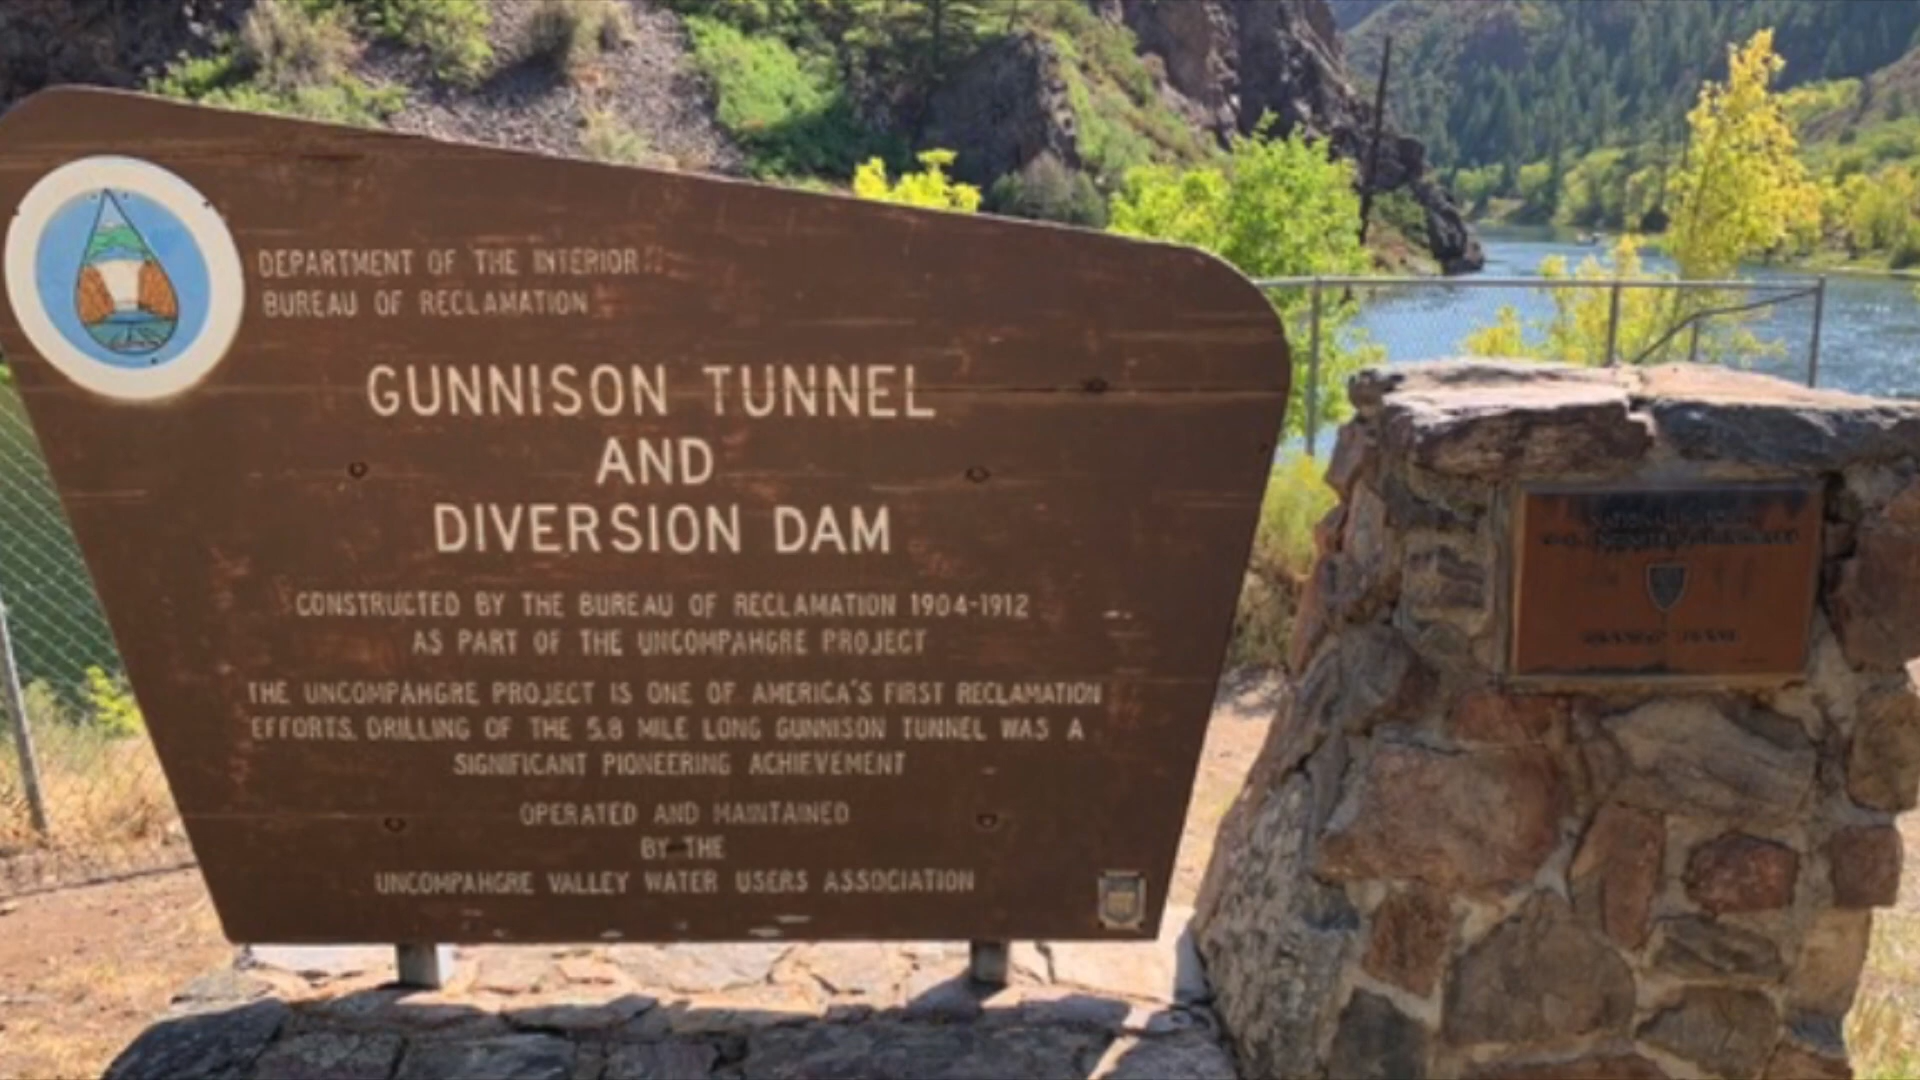 DEPARTMENT OF THE INTERIOR
BUREAU OF RECLAMATION
GUNNISON TUNNEL
AND
DIVERSION DAM
CONSTRUCTED BY THE BUREAU OF RECLAMATION 1904-1912
AS PART OF THE UNCOMPAHGRE PROJECT
THE UNCOMPAHGRE PROJECT IS ONE OF AMERICA'S FIRST RECLAMATION
EFFORTS. DRILLING OF THE 5.8 MILE LONG GUNNISON TUNNEL WAS A
SIGNIFICANT PIONEERING ACHIEVEMENT
OPERATED AND MAINTAINED
BY THE
UNCOMPAHGRE VALLEY WATER USERS ASSOCIATION